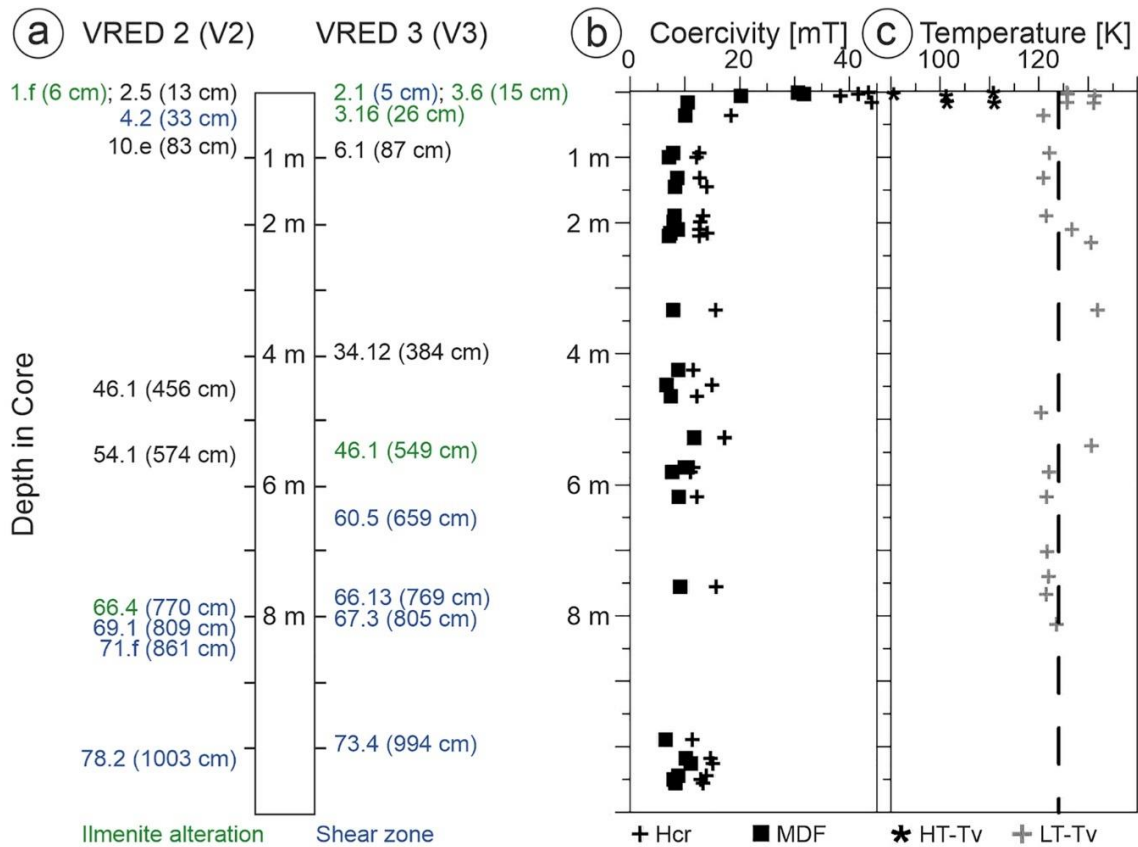 a VRED 2 (V2) VRED 3 (V3) b Coercivity [mT] c Temperature [K]
0 20 40 100 120
1.f (6 cm); 2.5 (13 cm) 2.1 (5 cm); 3.6 (15 cm)
4.2 (33 cm) 3.16 (26 cm)
10.e (83 cm) 6.1 (87 cm)
1 m 1 m
2 m 2 m
34.12 (384 cm)
4 m 4 m
46.1 (456 cm)
54.1 (574 cm) 46.1 (549 cm)
6 m 6 m
60.5 (659 cm)
66.4 (770 cm) 66.13 (769 cm)
8 m 8 m
69.1 (809 cm) 67.3 (805 cm)
71.f (861 cm)
78.2 (1003 cm) 73.4 (994 cm)
Depth in Core
Ilmenite alteration Shear zone Hcr MDF HT-Tv LT-Tv